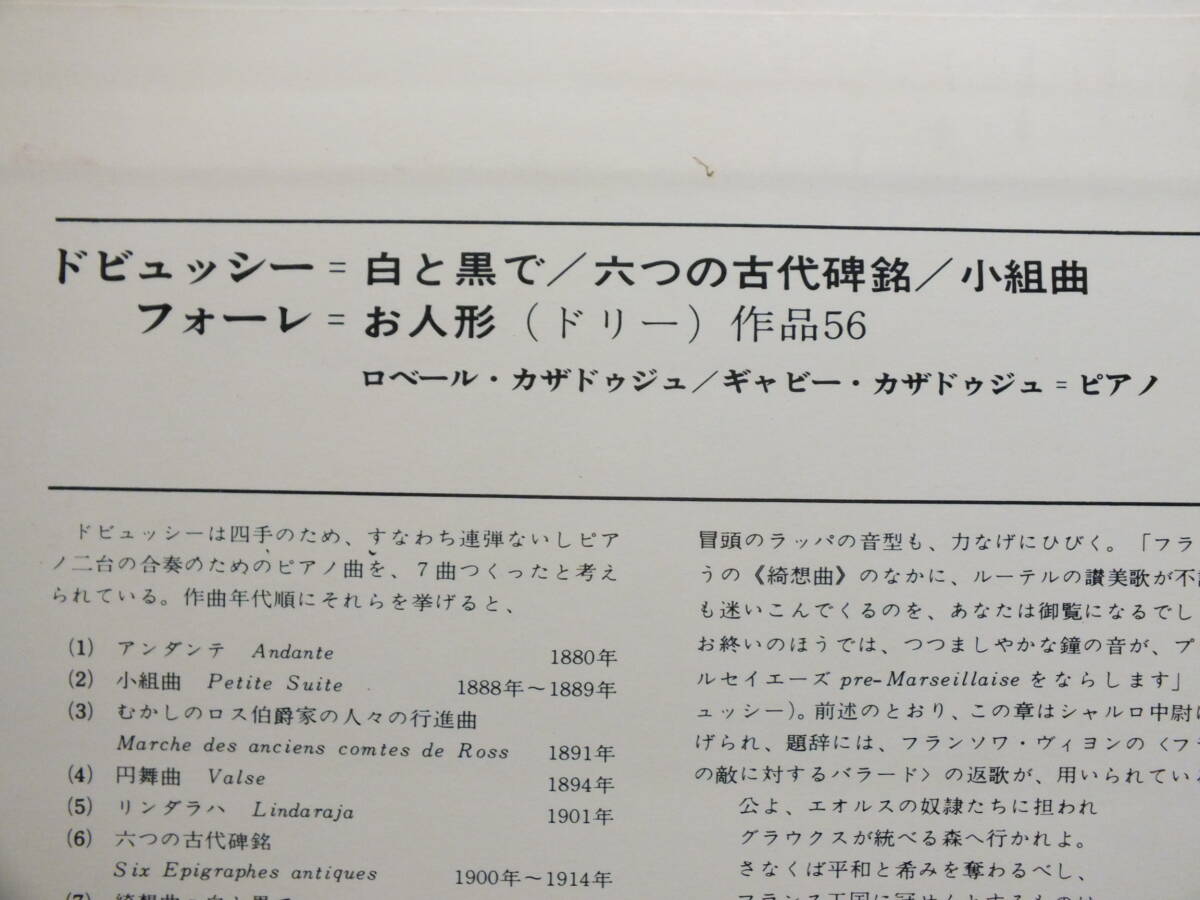 ドビュッシー＝白と黒で／六つの古代碑銘／小組曲
フォーレ＝お人形（ドリー）作品56
ロベール・カザドゥジュ／ギャビー・カザドゥジュ＝ピアノ
ドビュッシーは四手のため、すなわち連弾ないしピア
ノ二台の合奏のためのピアノ曲を、7曲つくったと考え
られている。作曲年代順にそれらを挙げると、
(1) アンダンテ Andante 1880年
(2) 小組曲 Petite Suite 1888年～1889年
(3) むかしのロス伯爵家の人々の行進曲
Marche des anciens comtes de Ross 1891年
(4) 円舞曲 Valse 1894年
(5) リンダラハ Lindaraja 1901年
(6) 六つの古代碑銘
Six Epigraphes antiques 1900年～1914年
(7) 綺想曲
冒頭のラッパの音型も、力なげにひびく。「フラ
うの《綺想曲》のなかに、ルーテルの讃美歌が不
も迷いこんでくるのを、あなたは御覧になるでし
お終いのほうでは、つつましやかな鐘の音が、プ
ルセイエーズ pre-Marseillaise をならします」
ュッシー)。前述のとおり、この章はシャルロ中尉に
げられ、題辞には、フランソワ・ヴィヨンの〈フ
の敵に対するバラード〉の返歌が、用いられている
公よ、エオルスの奴隷たちに担われ
グラウクスが統べる森へ行かれよ。
さなくば平和と希みを奪わるべし、
フランス王国に冠せんとするものは